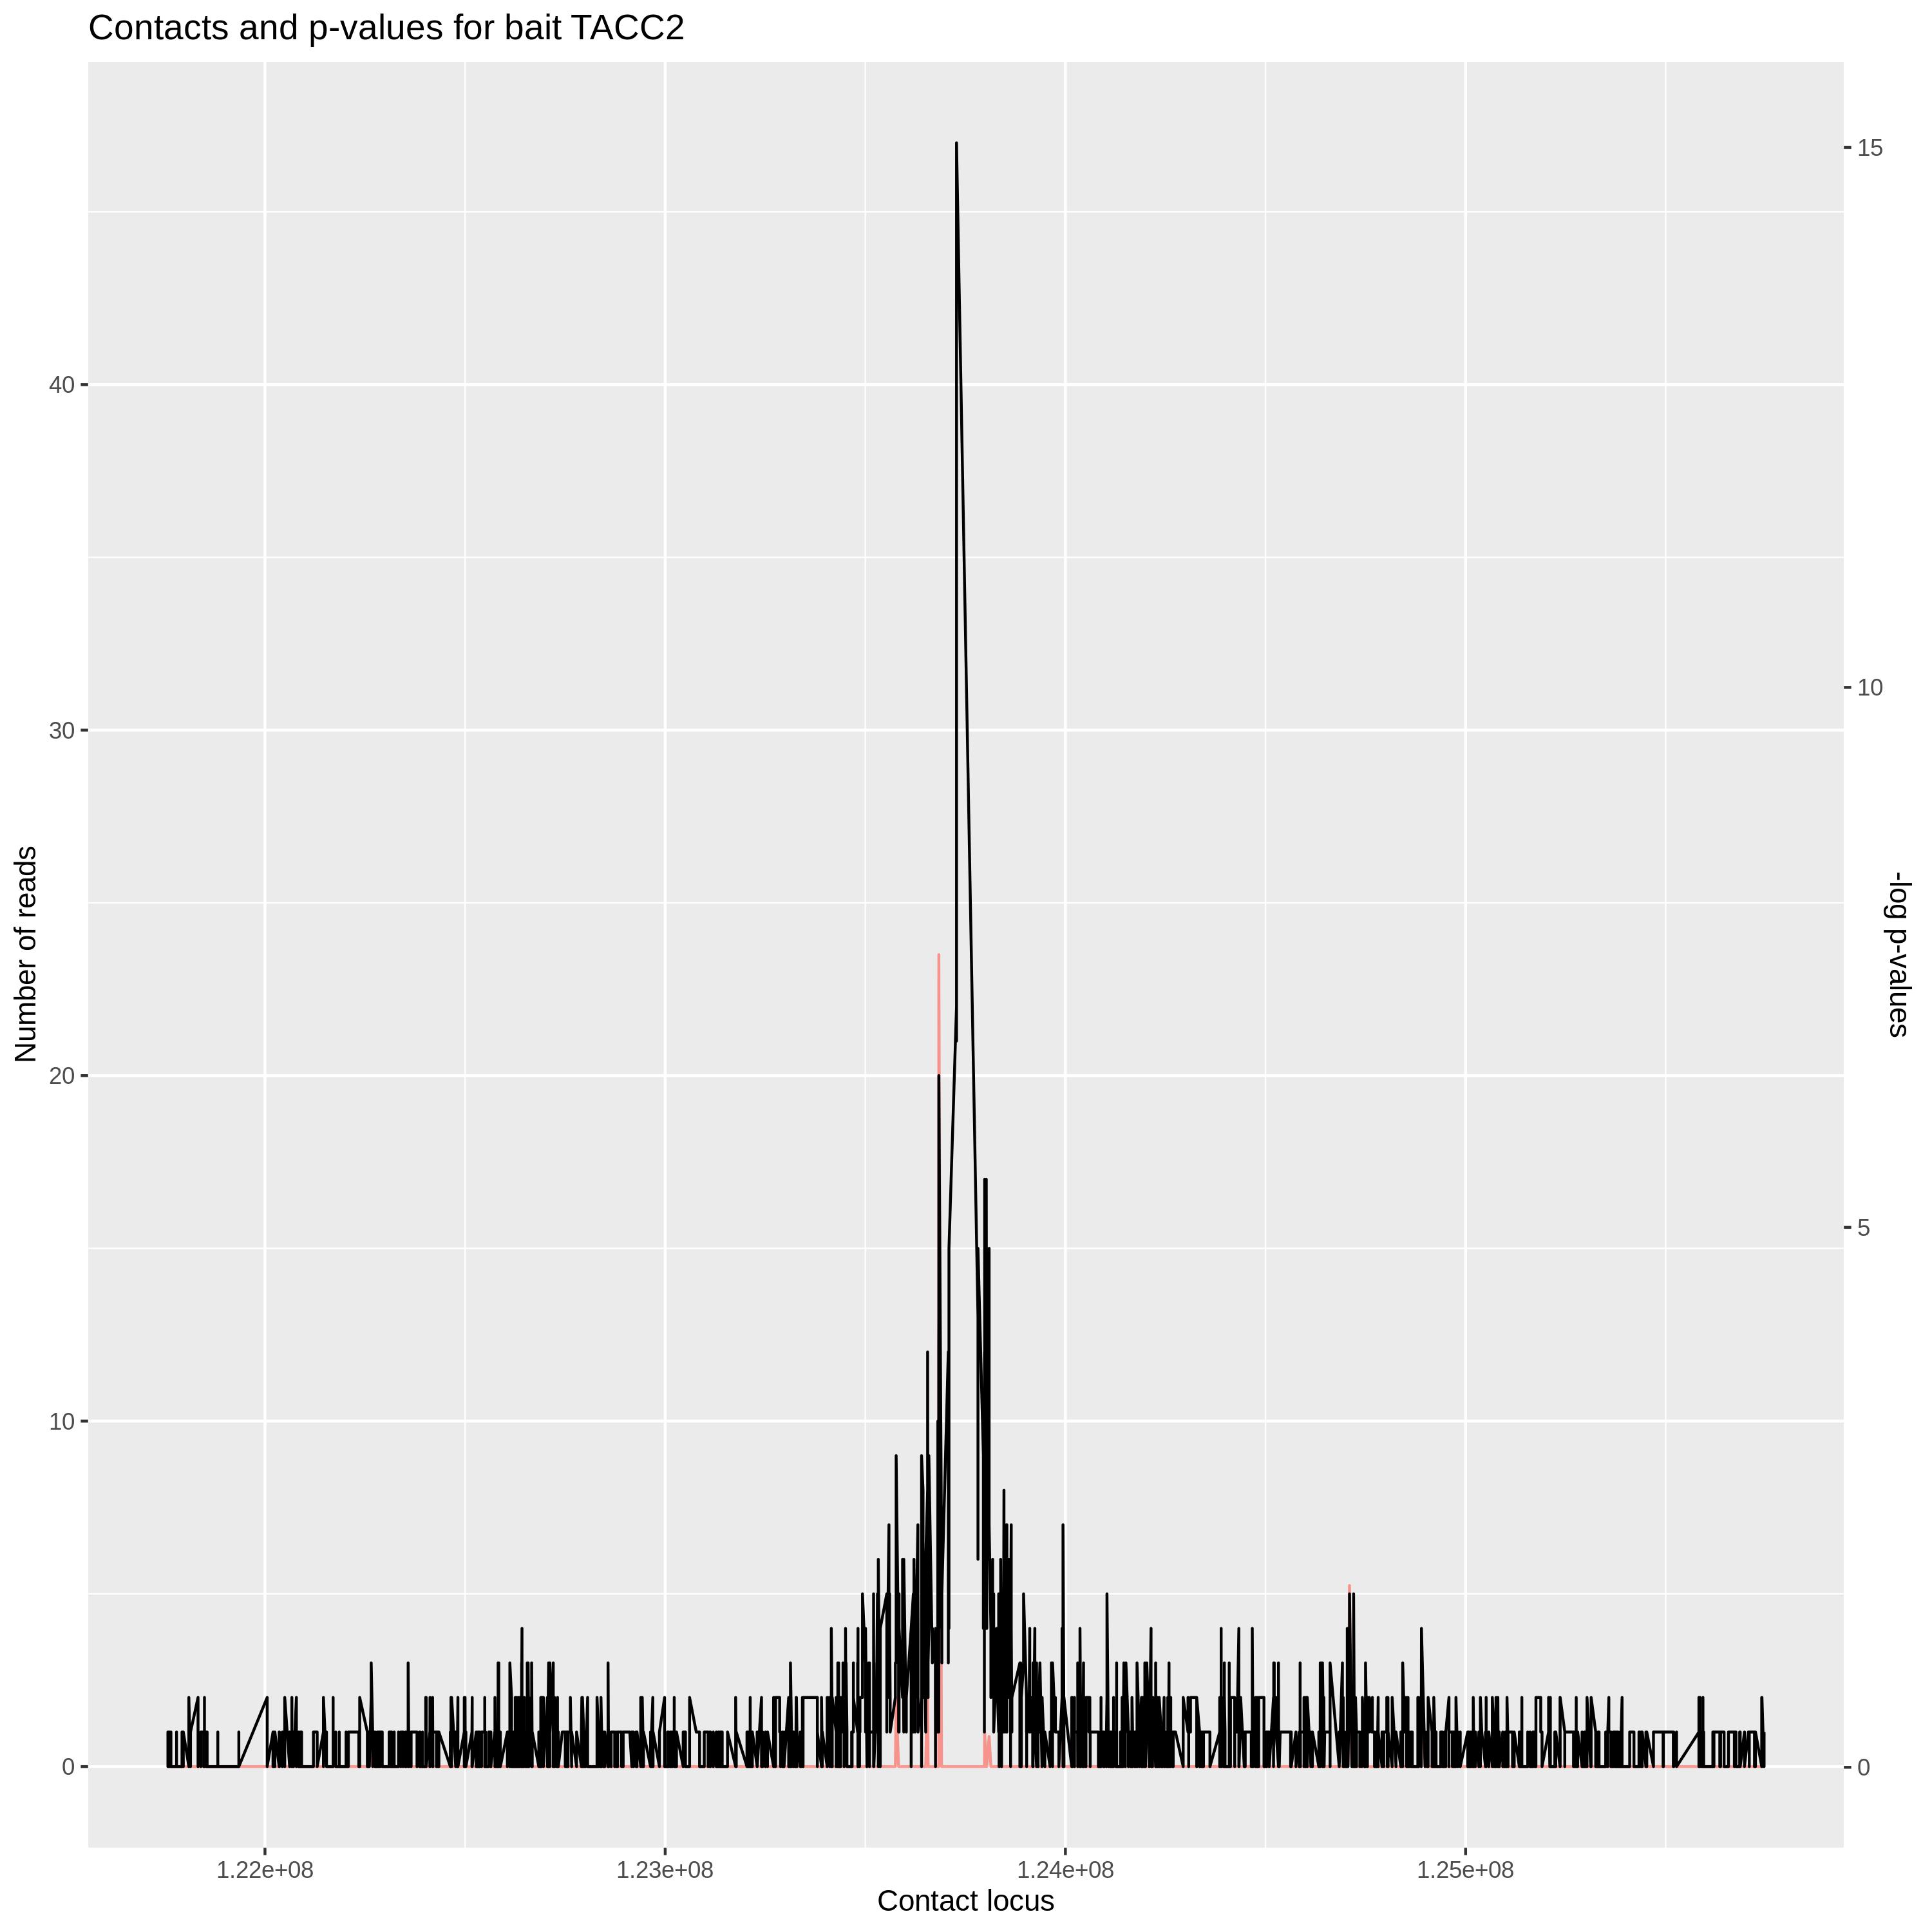 Contacts and p-values for bait TACC2
Number of reads
40
30
20
10
0
15
10
5
0
-log p-values
1.22e+08
1.23e+08
1.24e+08
1.25e+08
Contact locus